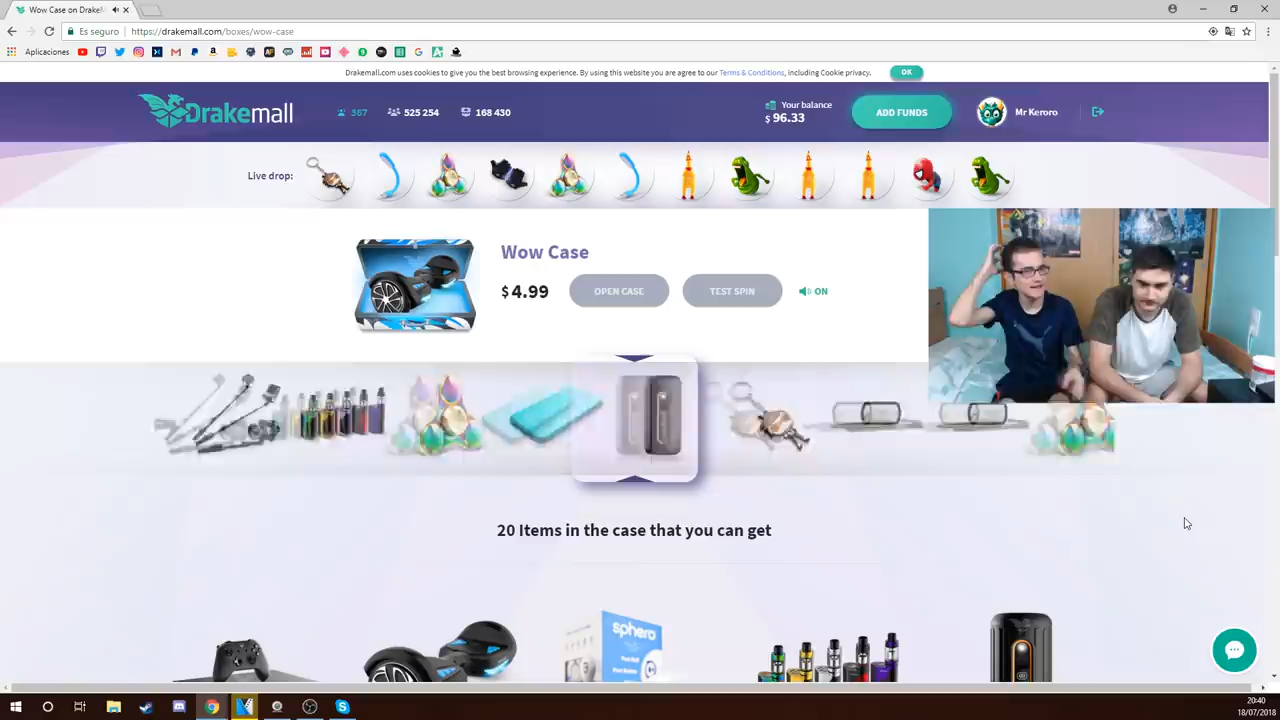 Wow Case on DrakeM
Es seguro
https://drakemall.com/boxes/wow-case
Aplicaciones
Drakemall.com uses cookies to give you the best browsing experience. By using this website you are agree to our Terms & Conditions, including Cookie privacy.
OK
Drakemall
367
525 254
168 430
Your balance
$ 96.33
ADD FUNDS
Mr Keroro
Live drop:
Wow Case
$ 4.99
OPEN CASE
TEST SPIN
ON
20 Items in the case that you can get
sphero
20:40
18/07/2018